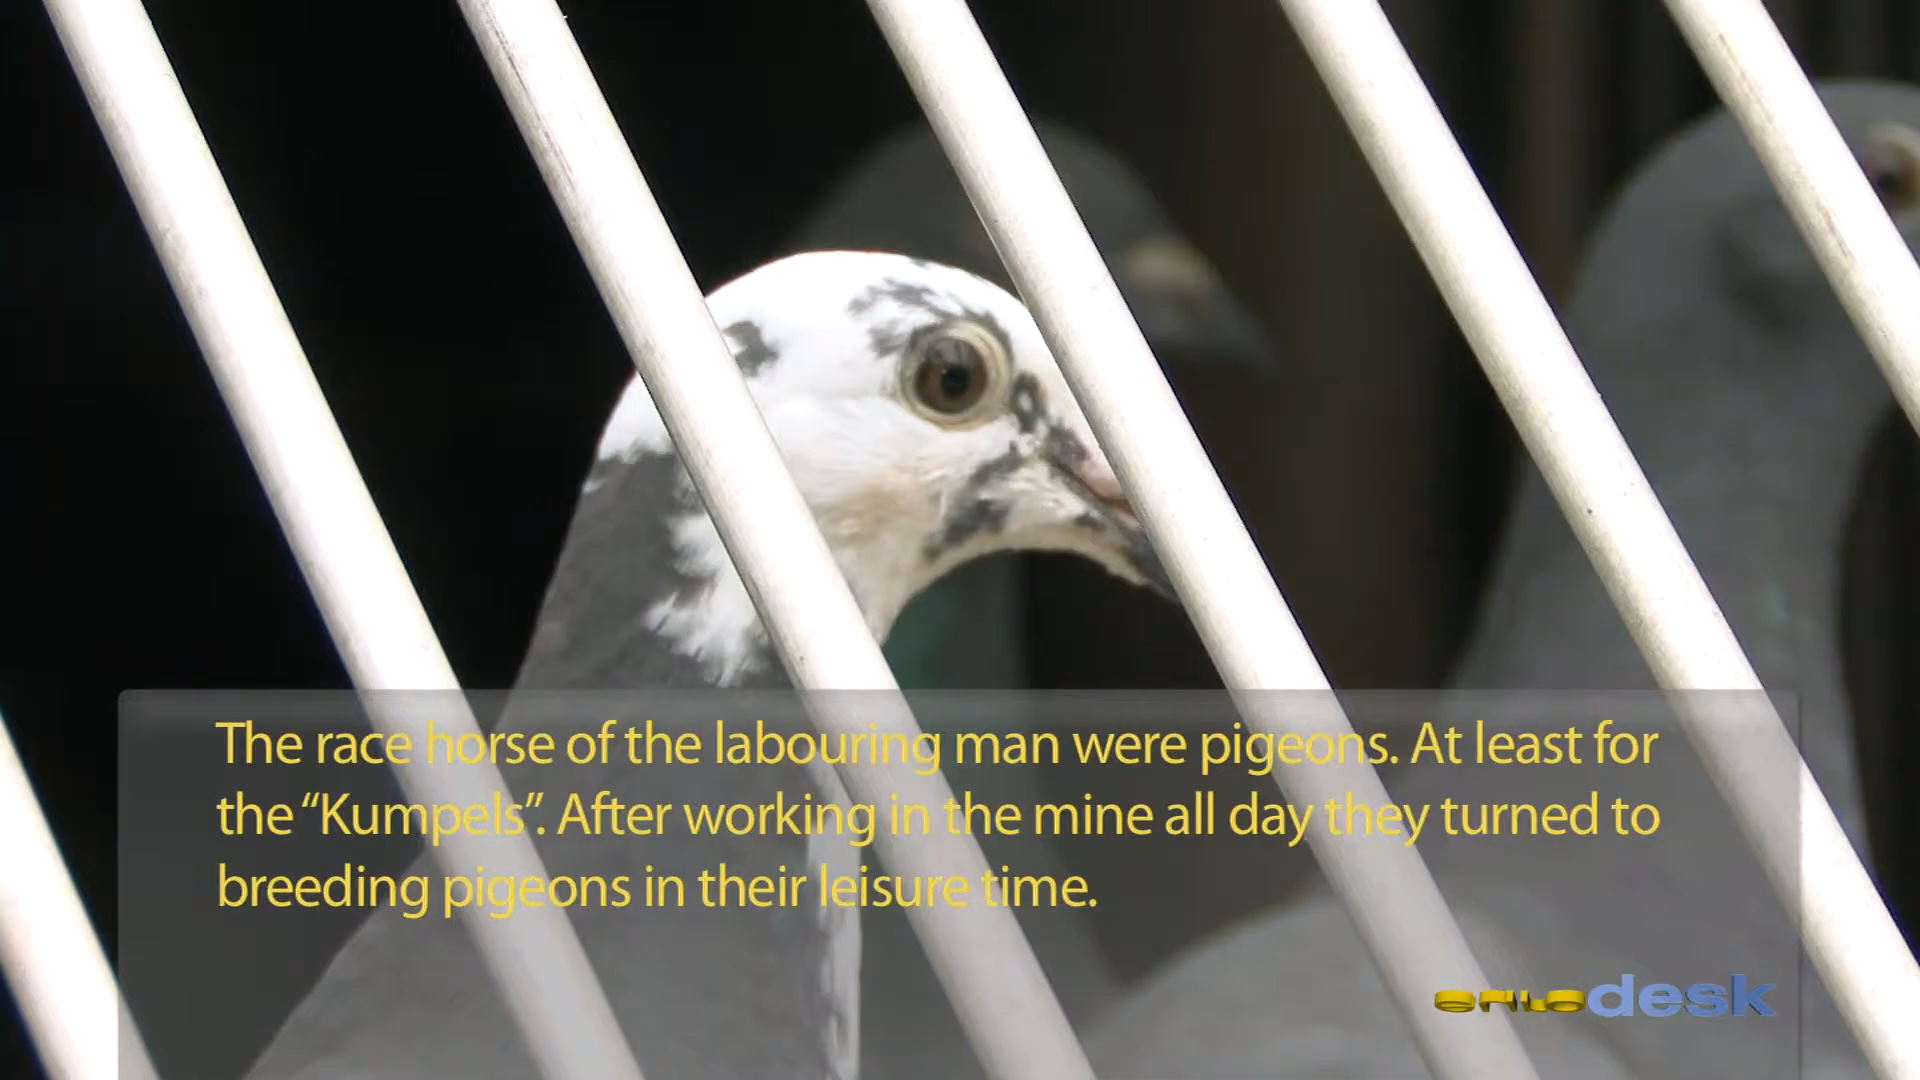 The race horse of the labouring man were pigeons. At least for
the “Kumpels”. After working in the mine all day they turned to
breeding pigeons in their leisure time.
desk